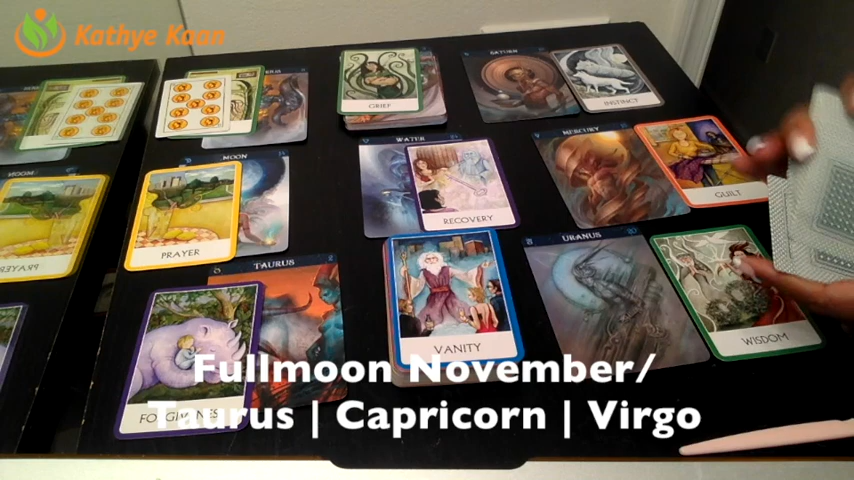 Kathye Kaan
GRIEF
SATURN
INSTINCT
MOON
WATER
MERCURY
PRAYER
RECOVERY
GUILT
TAURUS
URANUS
VANITY
WISDOM
Fullmoon November/
Taurus | Capricorn | Virgo